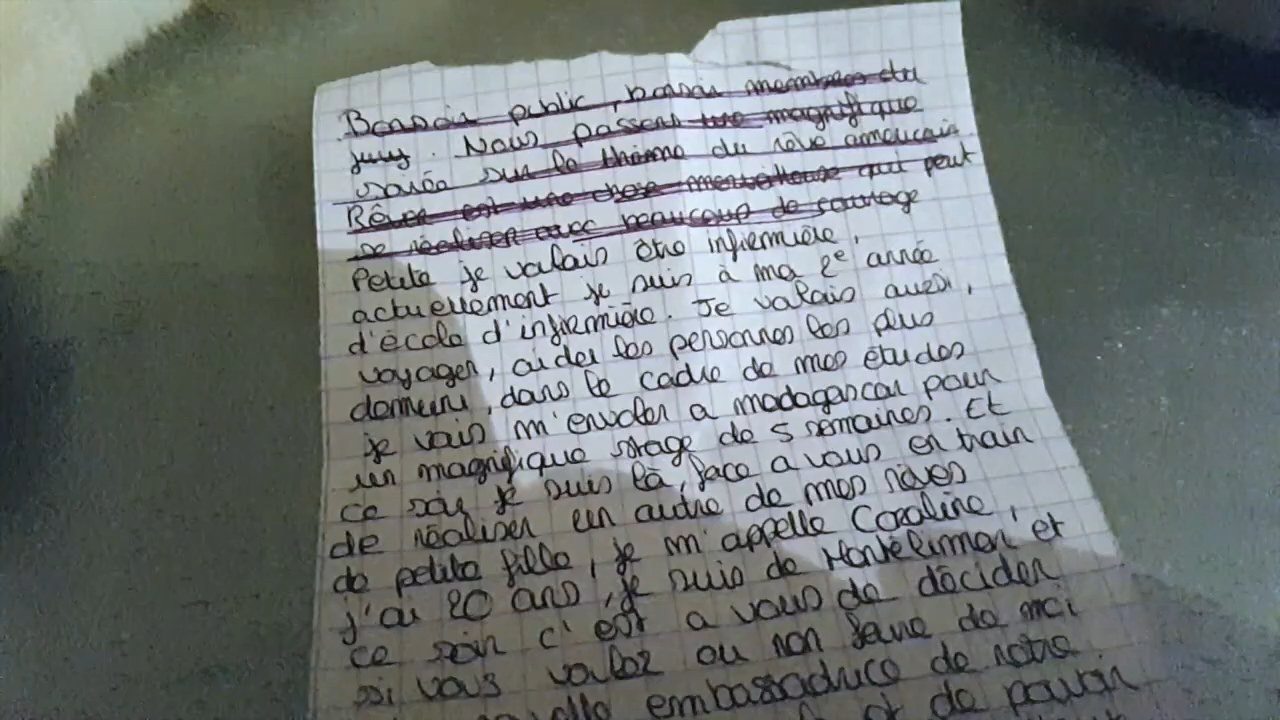 Bonsoir public, bonsoir membres du
jury. Nous passons une magnifique
soirée sur le thème du rêve américain
Rêver est une chose merveilleuse qui peut
se réaliser avec beaucoup de courage
Petite je voulais être infirmière,
actuellement je suis à ma 2e année
d'école d'infirmière. Je voulais aussi,
voyager, aider les personnes les plus
demuni, dans le cadre de mes études
je vais m'envoler a madagascar pour
un magnifique stage de 5 semaines. Et
ce soir je suis là, face a vous en train
de réaliser un autre de mes rêves
de petite fille, je m'appelle Coraline,
j'ai 20 ans, je suis de Montélimar et
ce soir c'est a vous de décider
si vous voulez ou non faire de moi
embassadrice de notre
et de pouvoir